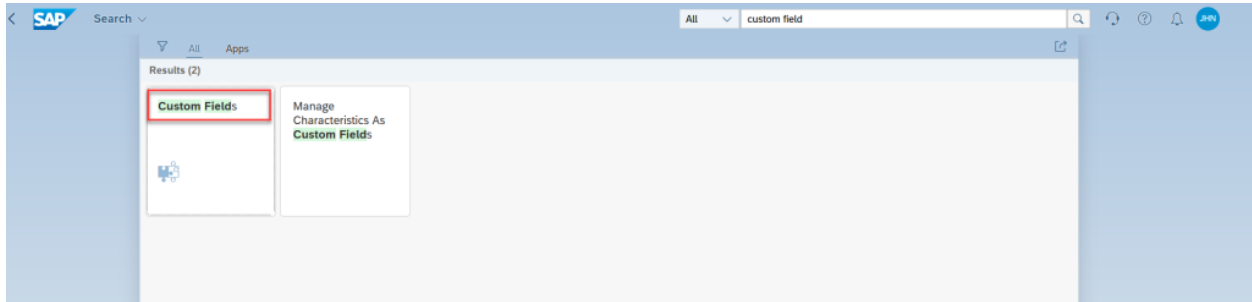 SAP Search All custom field JHN
All Apps
Results (2)
Custom Fields
Manage
Characteristics As
Custom Fields